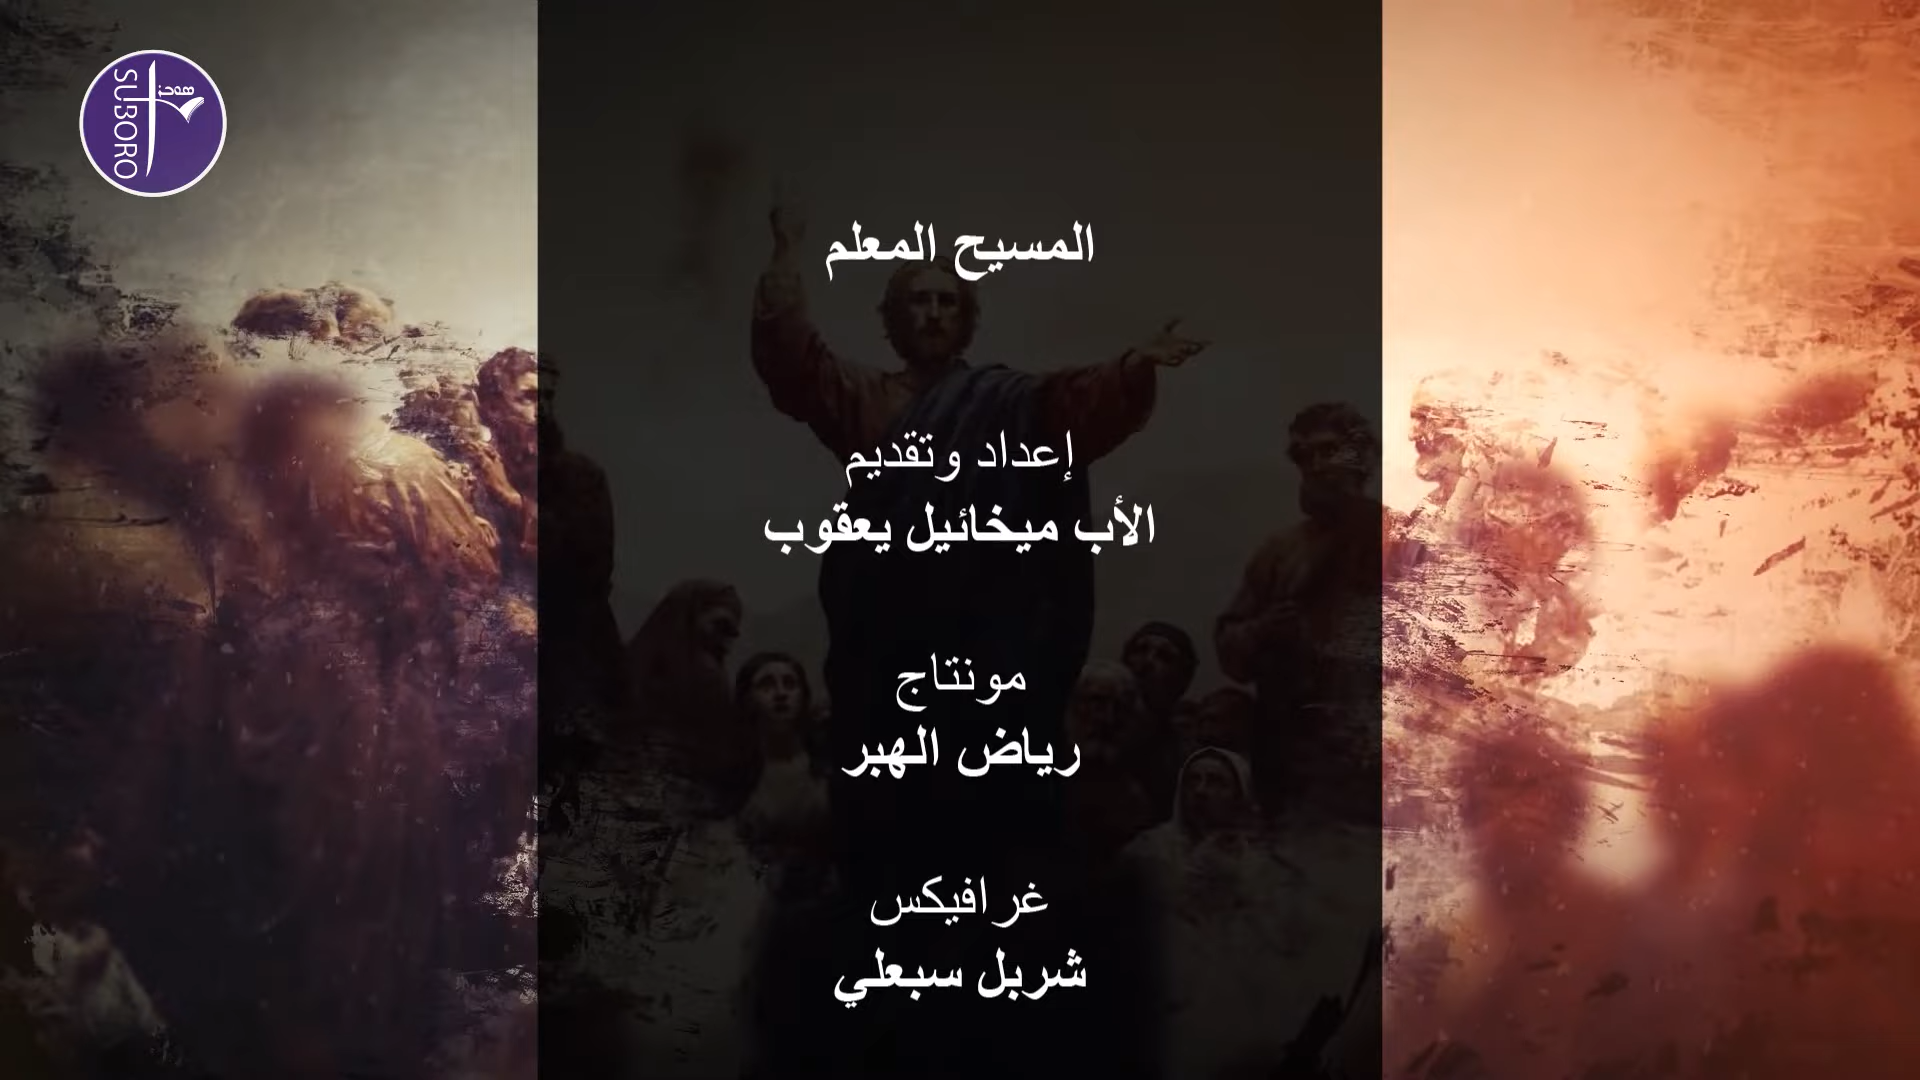 SUBORO
المسيح المعلم
إعداد وتقديم
الأب ميخائيل يعقوب
مونتاج
رياض الهبر
غرافيكس
شربل سبعلي